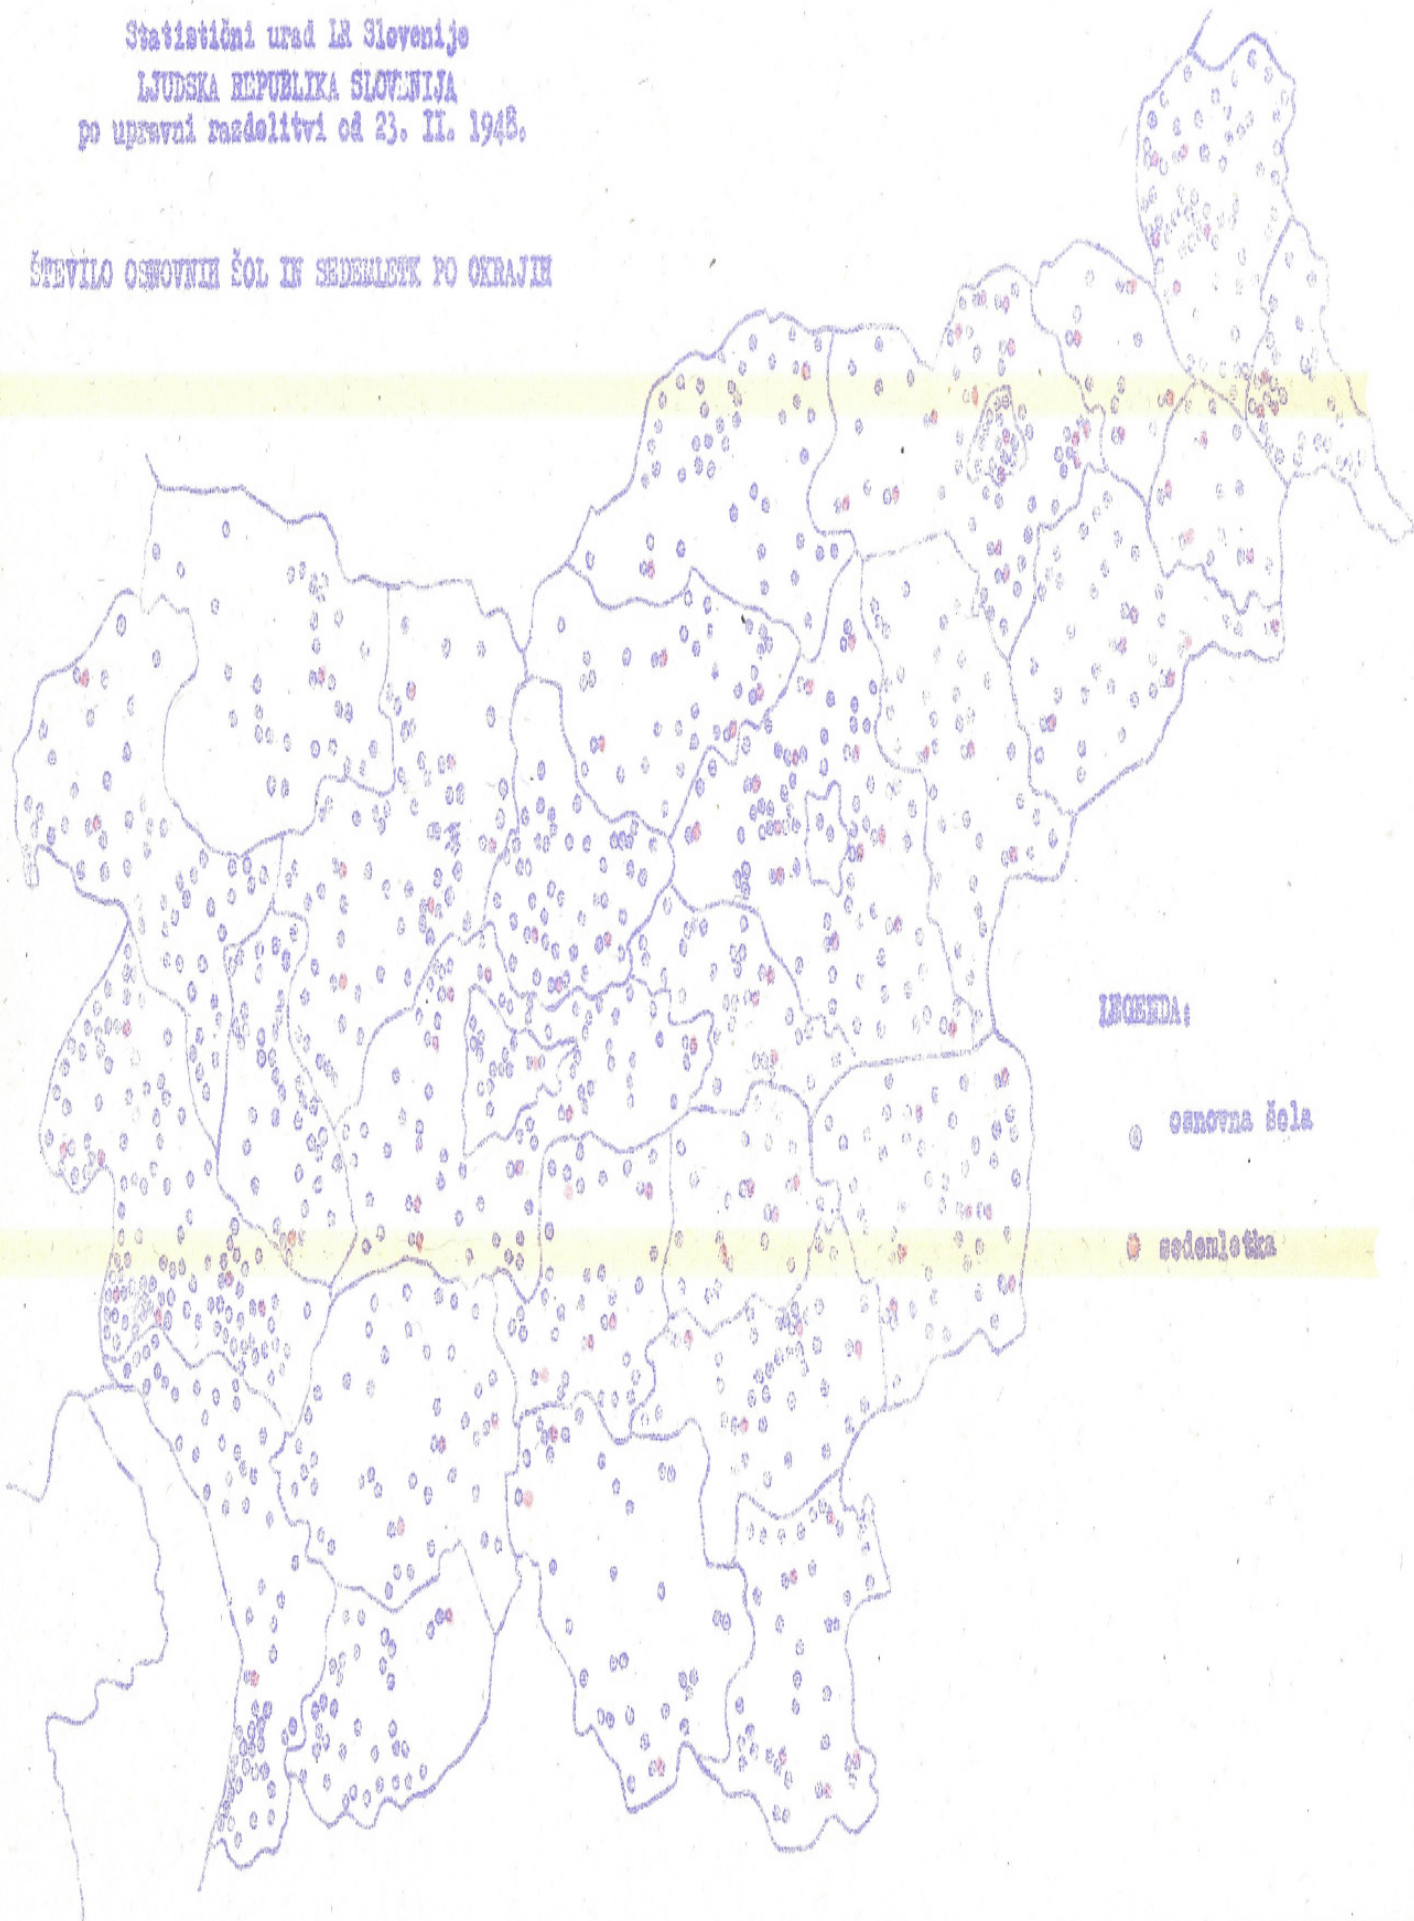 Statistični urad LR Slovenije
LJUDSKA REPUBLIKA SLOVENIJA
po upravni razdelitvi od 23. II. 1948.
ŠTEVILO OSNOVNIH ŠOL IN SEDEMLETK PO OKRAJIH
LEGENDA:
osnovna šola
sedemletka